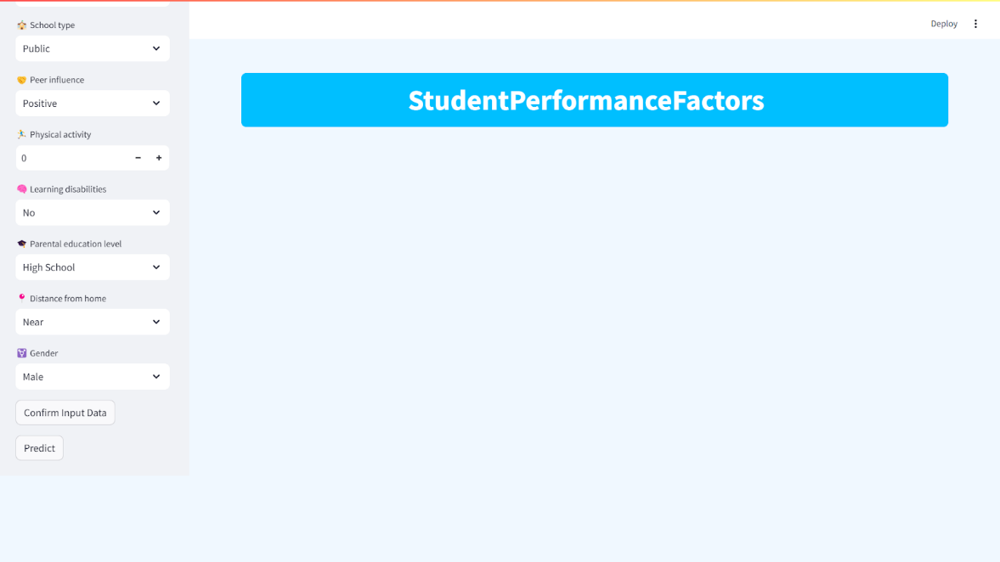 School type
Public
Peer influence
Positive
Physical activity
0
Learning disabilities
No
Parental education level
High School
Distance from home
Near
Gender
Male
Confirm Input Data
Predict
Deploy
StudentPerformanceFactors